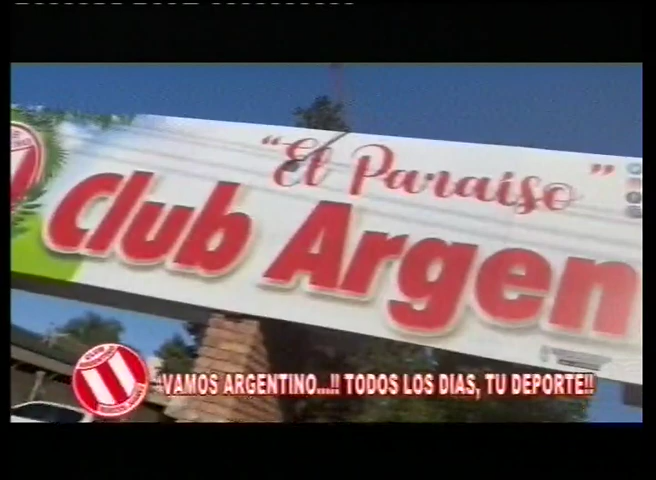 "El Paraiso"
Club Argen
¡VAMOS ARGENTINO...!! TODOS LOS DIAS, TU DEPORTE!!